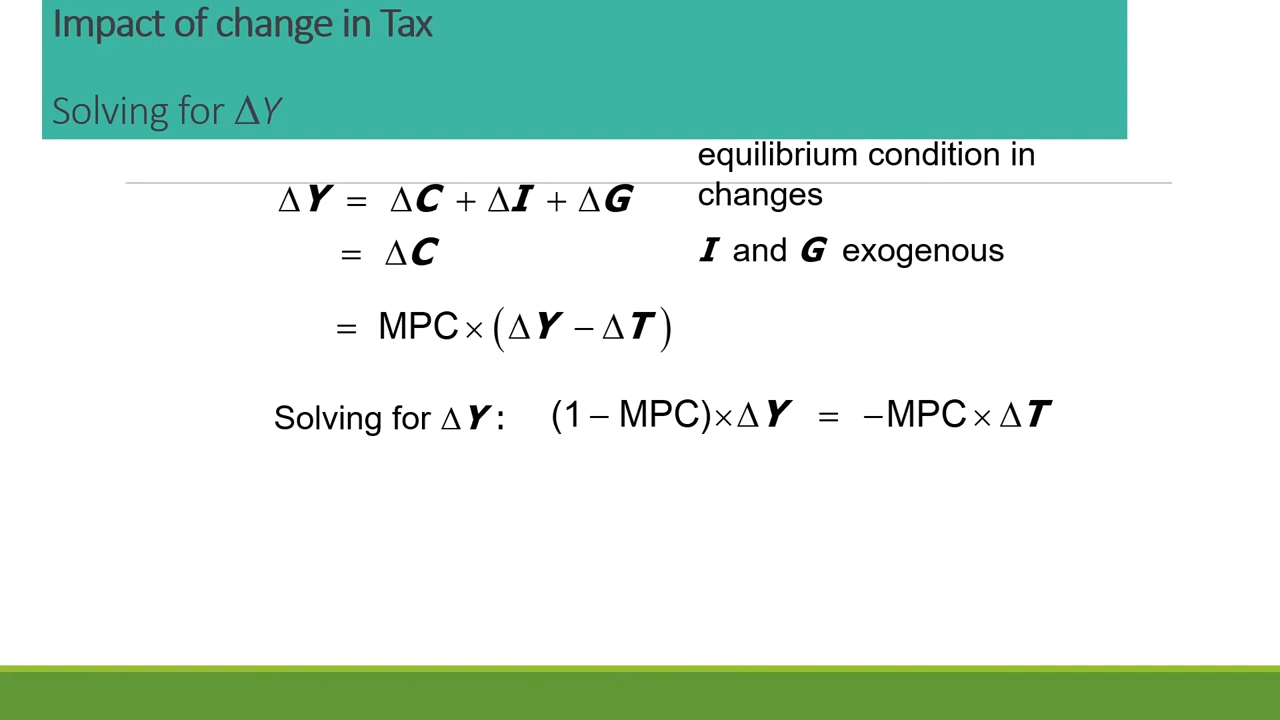 Impact of change in Tax
Solving for ΔY
equilibrium condition in
changes
ΔY = ΔC + ΔI + ΔG
= ΔC
I and G exogenous
= MPC × (ΔY − ΔT)
Solving for ΔY: (1 − MPC)×ΔY = −MPC × ΔT